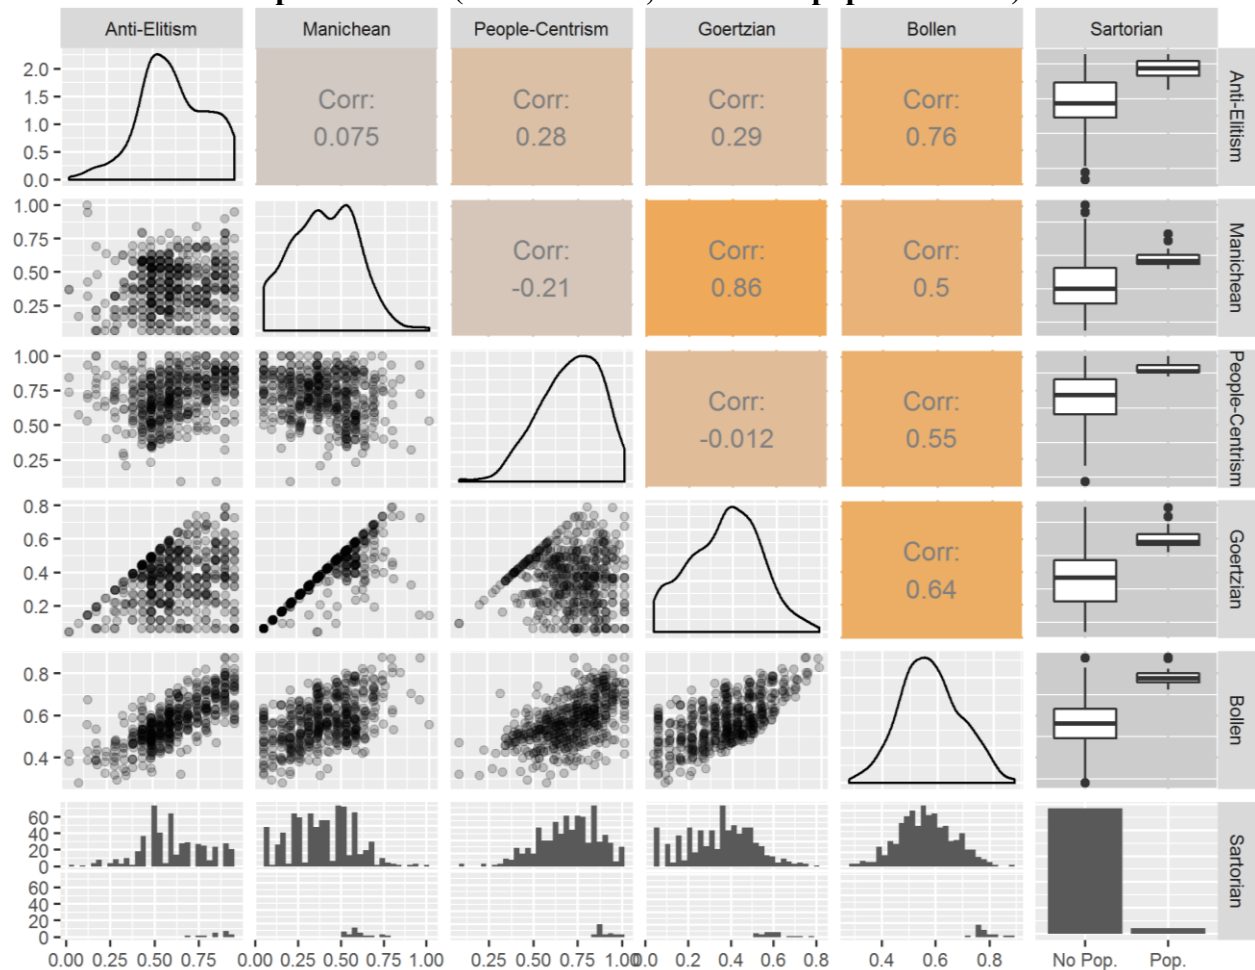 Anti-Elitism Manichean People-Centrism Goertzian Bollen Sartorian
2.0
1.5
1.0
0.5
0.0
Corr:
0.075
Corr:
0.28
Corr:
0.29
Corr:
0.76
Anti-Elitism
1.00
0.75
0.50
0.25
Corr:
-0.21
Corr:
0.86
Corr:
0.5
Manichean
1.00
0.75
0.50
0.25
Corr:
-0.012
Corr:
0.55
People-Centrism
0.8
0.6
0.4
0.2
Corr:
0.64
Goertzian
0.8
0.6
0.4
Bollen
60
40
20
0
60
40
20
0
Sartorian
0.00 0.25 0.50 0.75 0.00 0.25 0.50 0.75 1.00 0.25 0.50 0.75 1.00 0.0 0.2 0.4 0.6 0.8 0.4 0.6 0.8 No Pop. Pop.